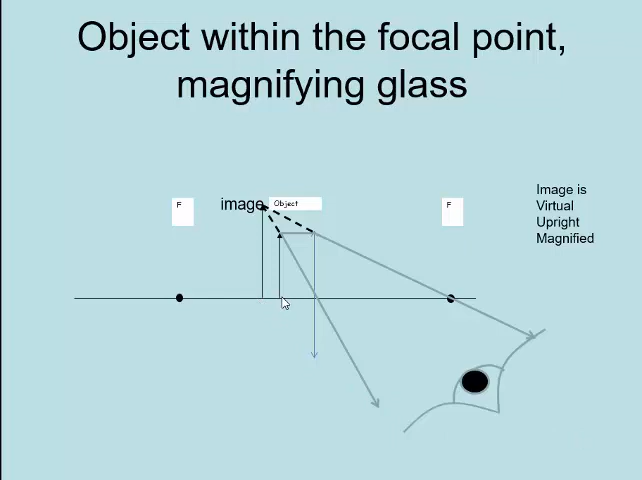 Object within the focal point,
magnifying glass
F
image
Object
F
Image is
Virtual
Upright
Magnified